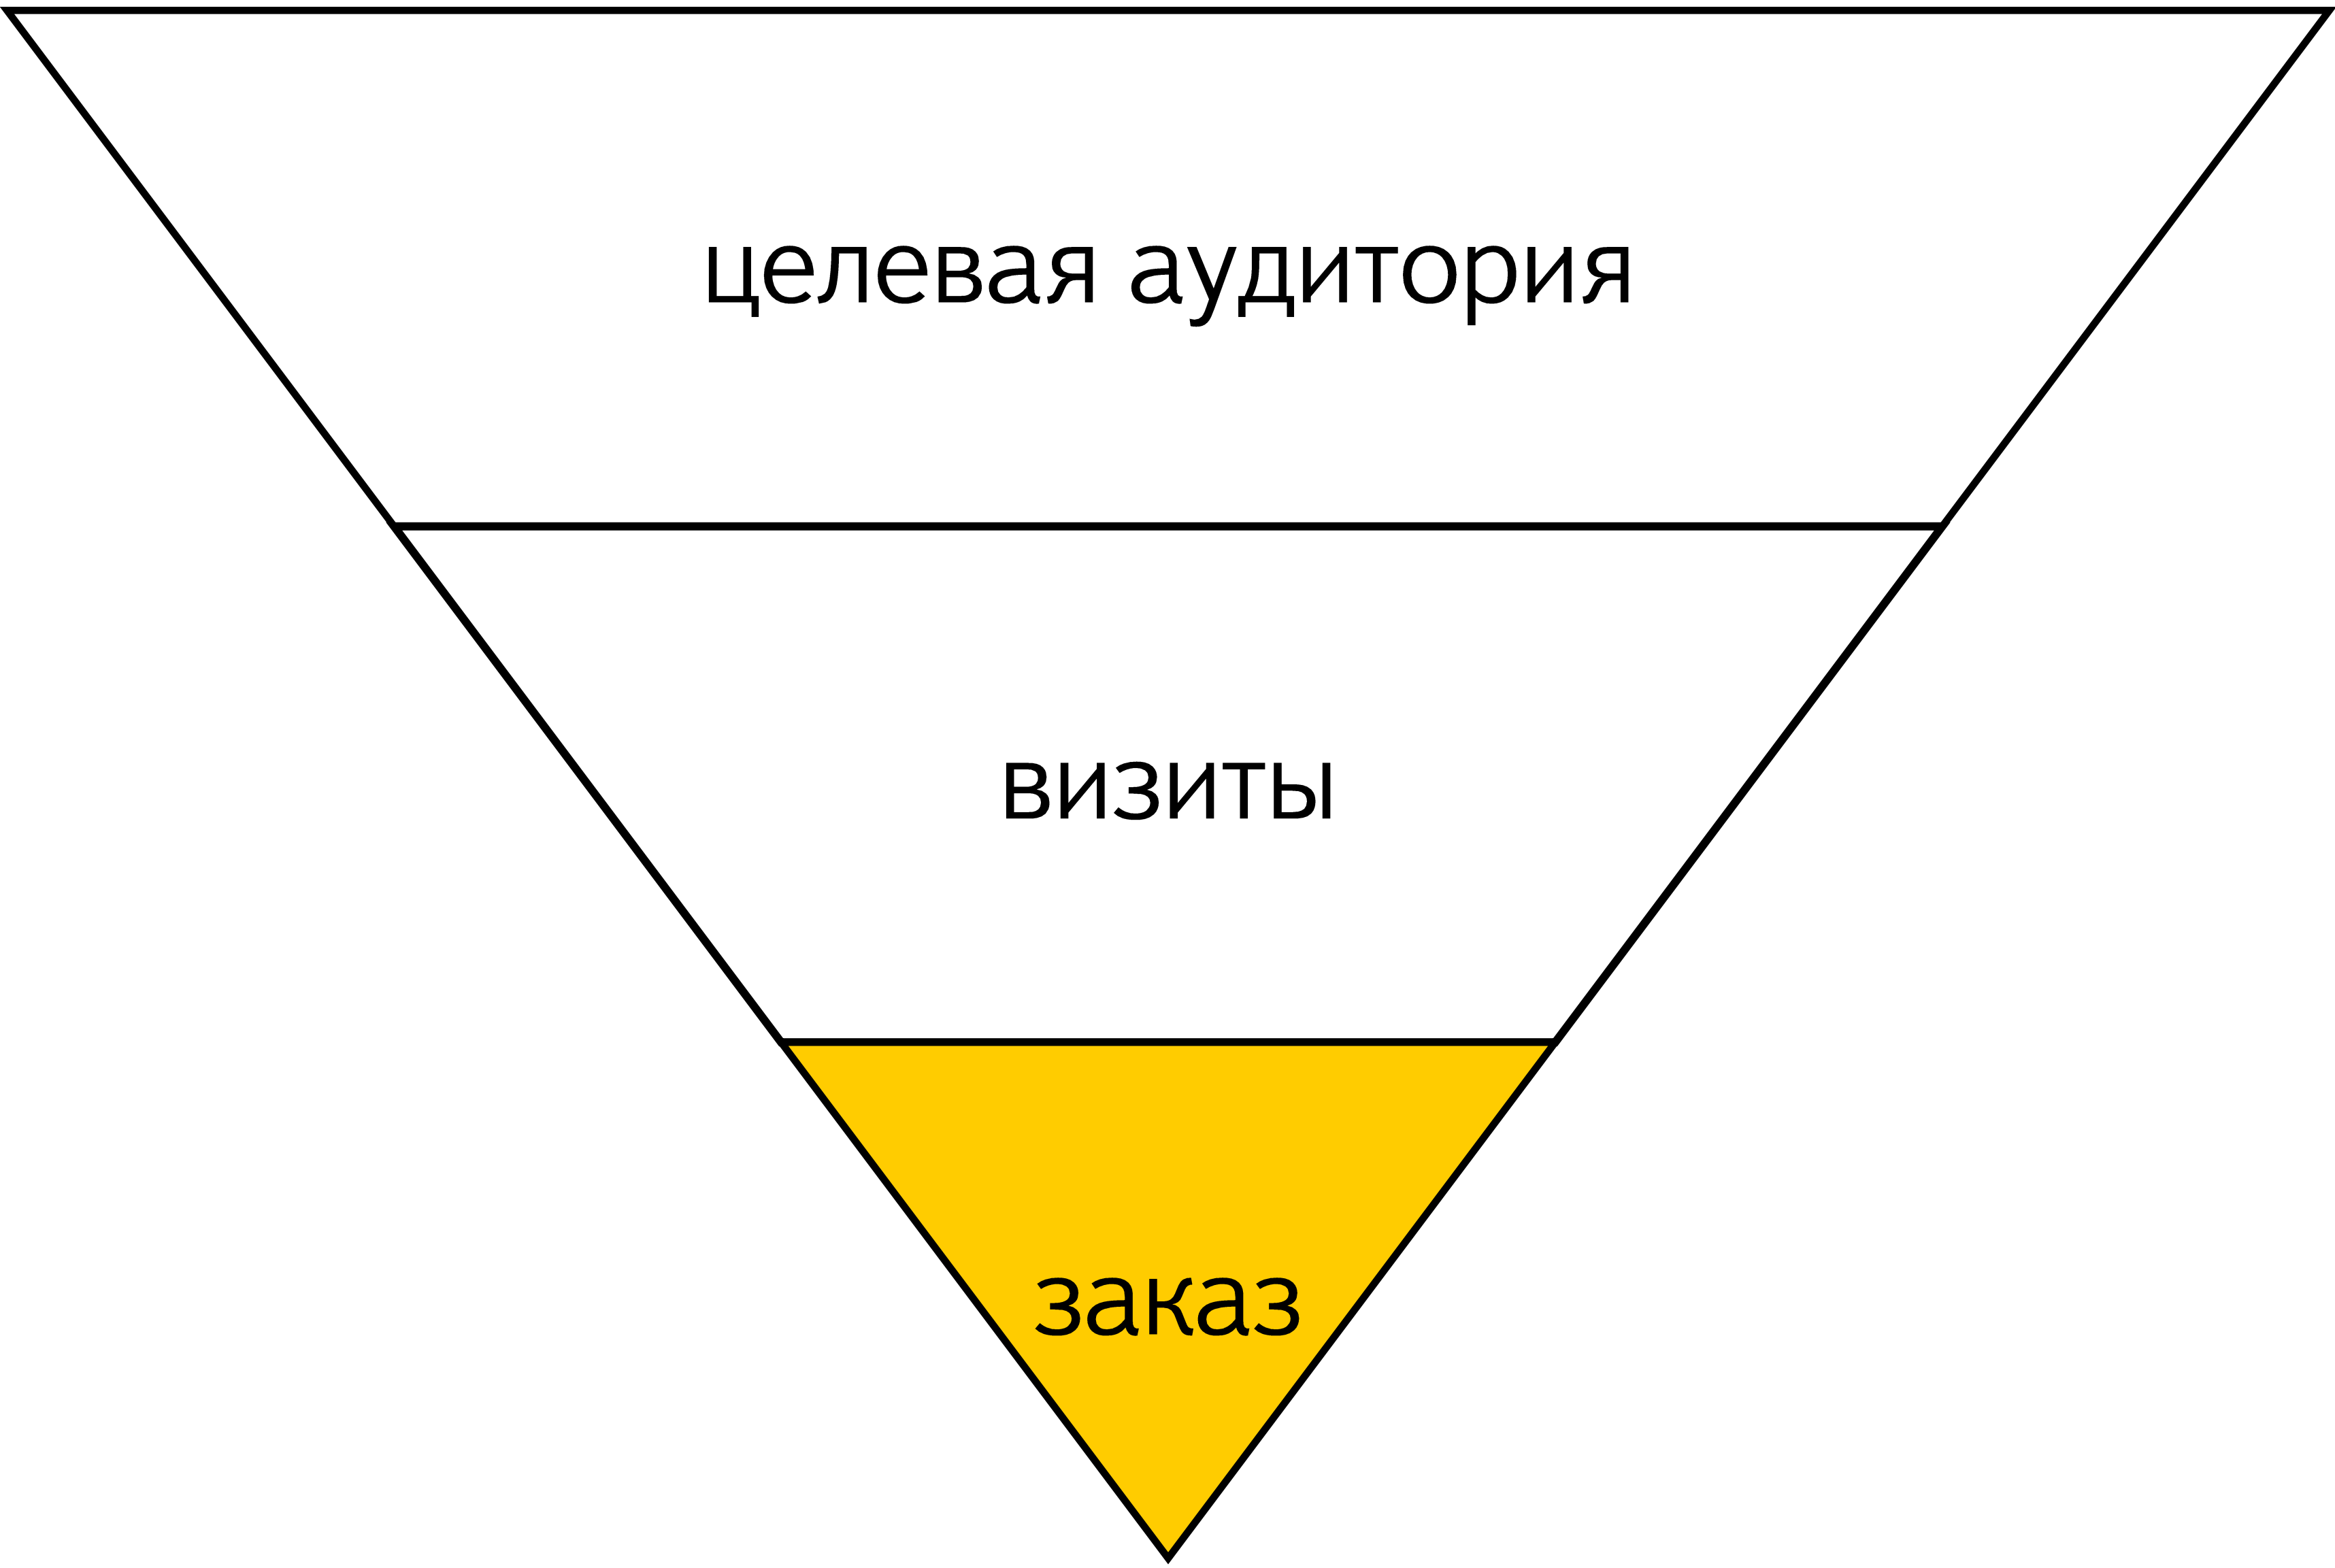 целевая аудитория
визиты
заказ